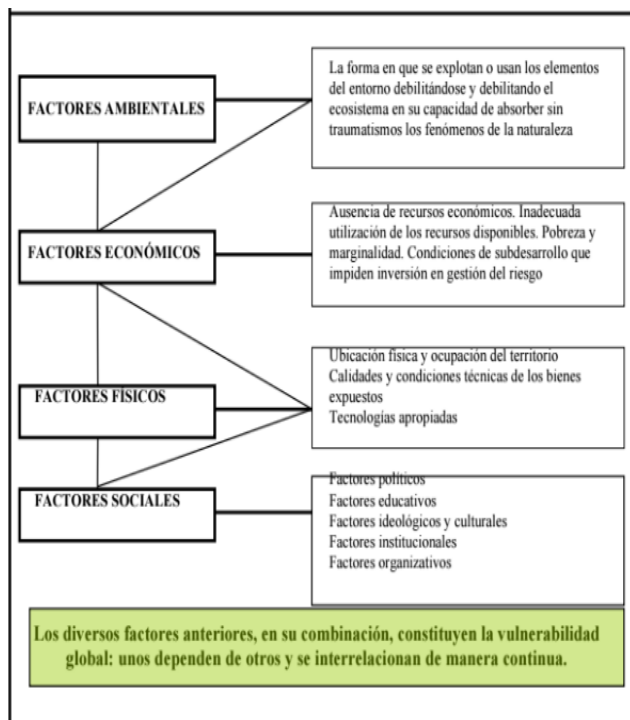 FACTORES AMBIENTALES
La forma en que se explotan o usan los elementos
del entorno debilitándose y debilitando el
ecosistema en su capacidad de absorber sin
traumatismos los fenómenos de la naturaleza
FACTORES ECONÓMICOS
Ausencia de recursos económicos. Inadecuada
utilización de los recursos disponibles. Pobreza y
marginalidad. Condiciones de subdesarrollo que
impiden inversión en gestión del riesgo
FACTORES FÍSICOS
Ubicación física y ocupación del territorio
Calidades y condiciones técnicas de los bienes
expuestos
Tecnologías apropiadas
FACTORES SOCIALES
Factores políticos
Factores educativos
Factores ideológicos y culturales
Factores institucionales
Factores organizativos
Los diversos factores anteriores, en su combinación, constituyen la vulnerabilidad
global: unos dependen de otros y se interrelacionan de manera continua.